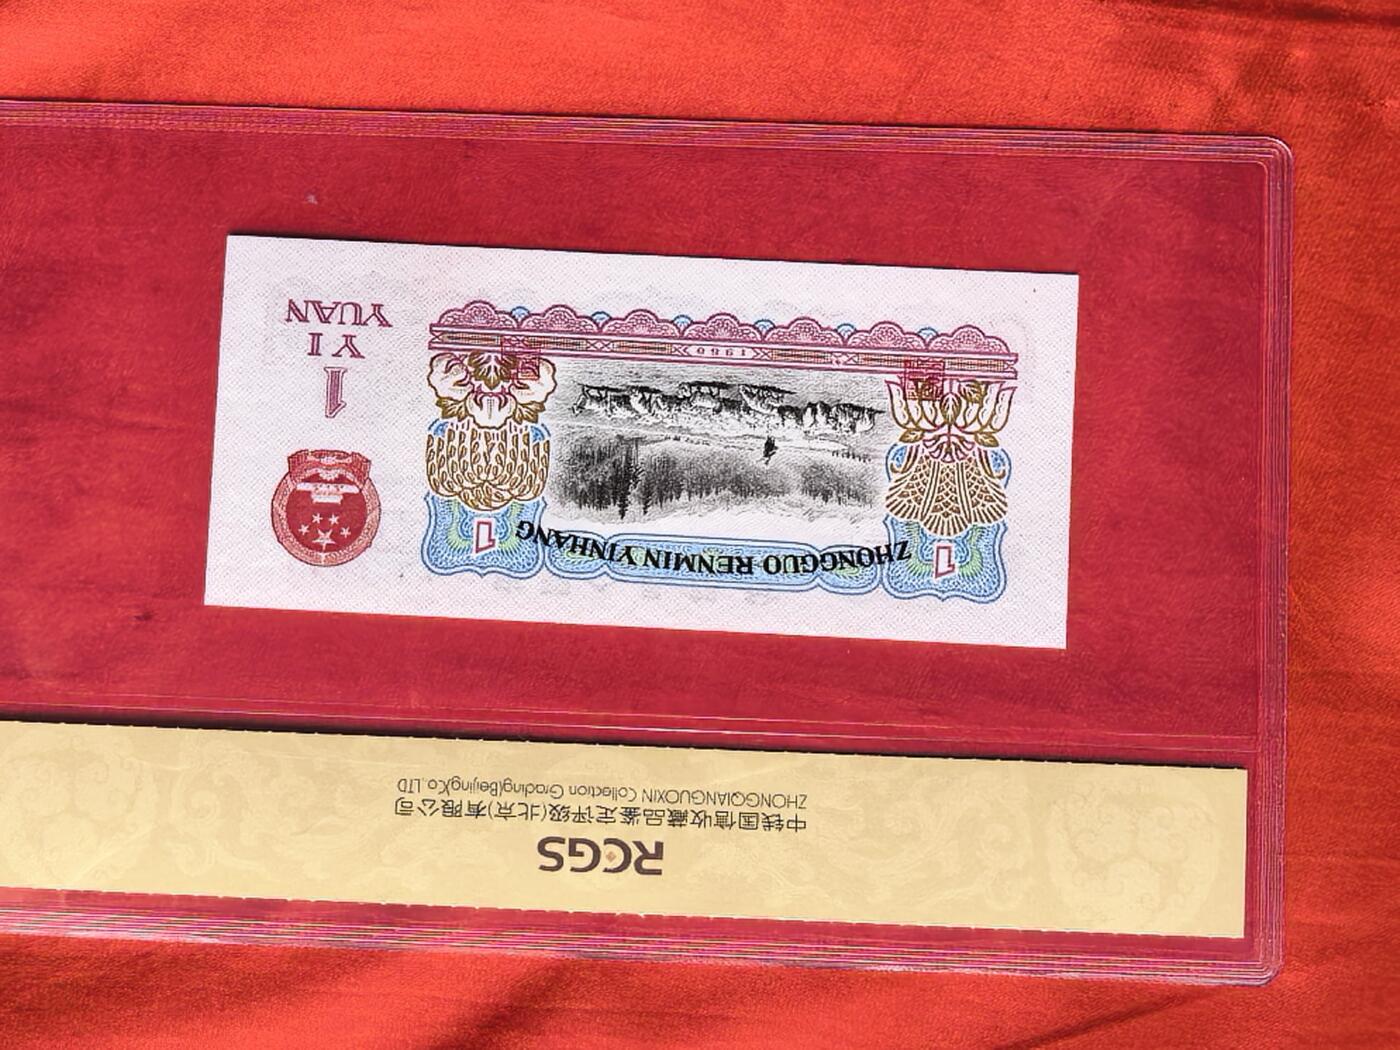 RCGS
中钱国信收藏品鉴定评级(北京)有限公司
ZHONGQIANGUOXIN Collection Grading(Beijing)Co.,LTD
ZHONGGUO RENMIN YINHANG
1
1
1960
1
YI
YUAN